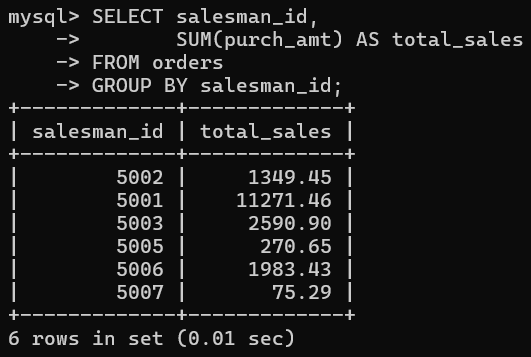 mysql> SELECT salesman_id,
    ->        SUM(purch_amt) AS total_sales
    -> FROM orders
    -> GROUP BY salesman_id;
+-------------+-------------+
| salesman_id | total_sales |
+-------------+-------------+
|        5002 |     1349.45 |
|        5001 |    11271.46 |
|        5003 |     2590.90 |
|        5005 |      270.65 |
|        5006 |     1983.43 |
|        5007 |       75.29 |
+-------------+-------------+
6 rows in set (0.01 sec)